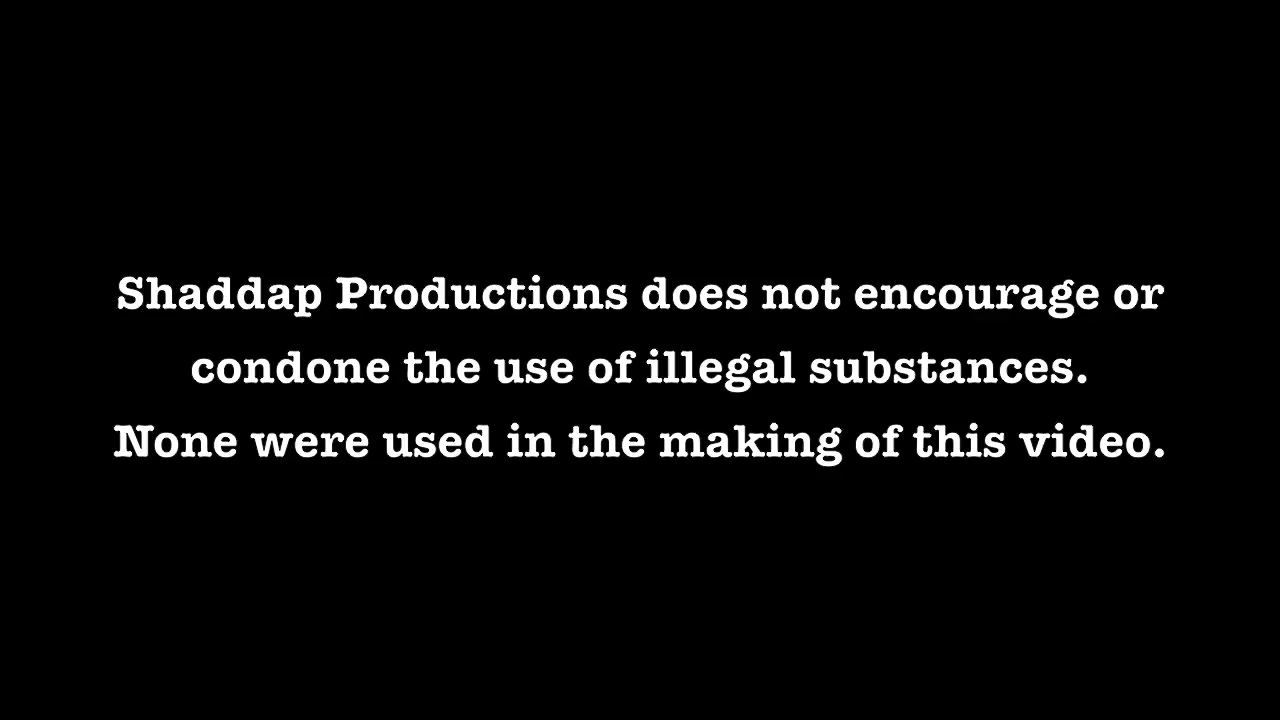 Shaddap Productions does not encourage or
condone the use of illegal substances.
None were used in the making of this video.